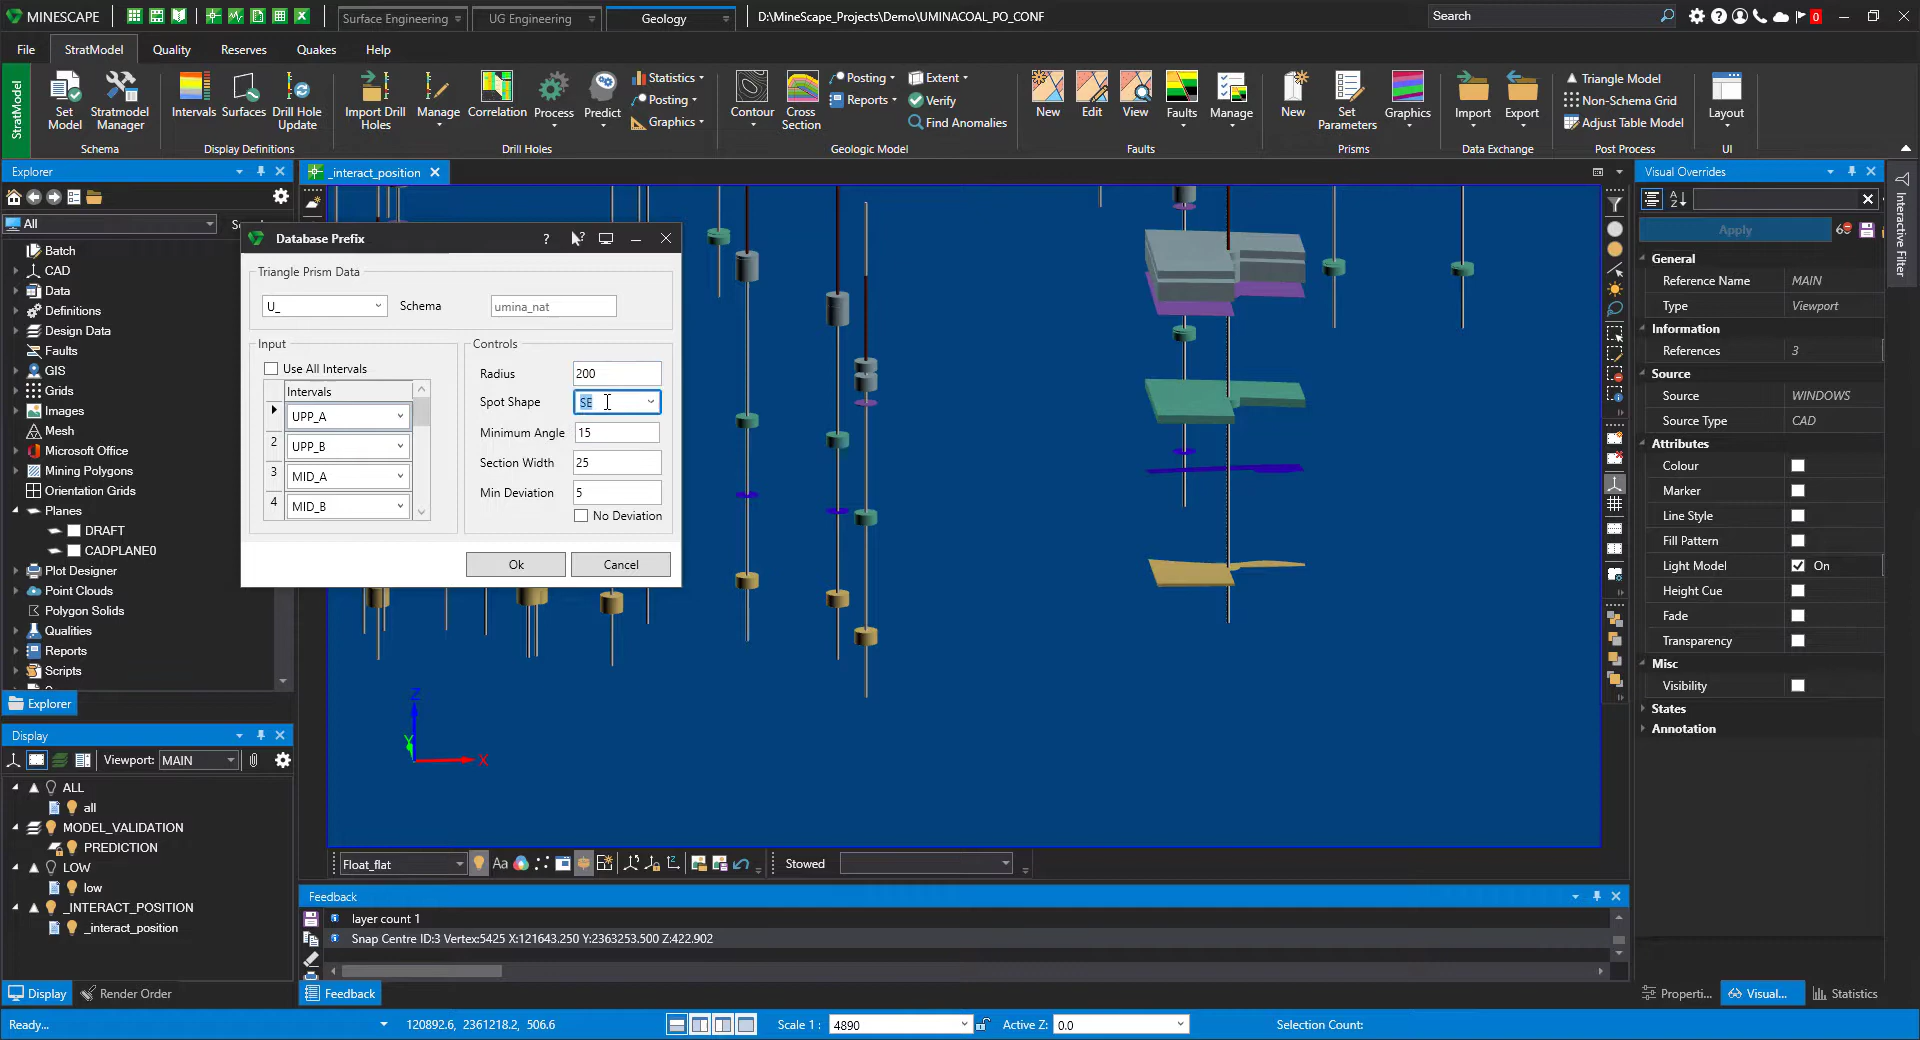 MINESCAPE
Surface Engineering
UG Engineering
Geology
D:\MineScape_Projects\Demo\UMINACOAL_PO_CONF
Search
0
File
StratModel
Quality
Reserves
Quakes
Help
StratModel
Set
Model
Stratmodel
Manager
Schema
Intervals
Surfaces
Drill Hole
Update
Display Definitions
Import Drill
Holes
Manage
Correlation
Process
Predict
Statistics
Posting
Graphics
Drill Holes
Contour
Cross
Section
Posting
Reports
Extent
Verify
Find Anomalies
Geologic Model
New
Edit
View
Faults
Manage
Faults
New
Set
Parameters
Graphics
Prisms
Import
Export
Data Exchange
Triangle Model
Non-Schema Grid
Adjust Table Model
Post Process
Layout
UI
Explorer
All
Batch
CAD
Data
Definitions
Design Data
Faults
GIS
Grids
Images
Mesh
Microsoft Office
Mining Polygons
Orientation Grids
Planes
DRAFT
CADPLANE0
Plot Designer
Point Clouds
Polygon Solids
Qualities
Reports
Scripts
Explorer
Display
Viewport:
MAIN
ALL
all
MODEL_VALIDATION
PREDICTION
LOW
low
_INTERACT_POSITION
_interact_position
Display
Render Order
_interact_position
Database Prefix
Triangle Prism Data
U_
Schema
umina_nat
Input
Use All Intervals
Intervals
UPP_A
2
UPP_B
3
MID_A
4
MID_B
Controls
Radius
200
Spot Shape
SE
Minimum Angle
15
Section Width
25
Min Deviation
5
No Deviation
Ok
Cancel
Z
Y
X
Float_flat
Aa
Stowed
Feedback
layer count 1
Snap Centre ID:3 Vertex:5425 X:121643.250 Y:2363253.500 Z:422.902
Feedback
Visual Overrides
Apply
General
Reference Name
MAIN
Type
Viewport
Information
References
3
Source
Source
WINDOWS
Source Type
CAD
Attributes
Colour
Marker
Line Style
Fill Pattern
Light Model
On
Height Cue
Fade
Transparency
Misc
Visibility
States
Annotation
Interactive Filter
Properti...
Visual...
Statistics
Ready...
120892.6, 2361218.2, 506.6
Scale 1 :
4890
Active Z:
0.0
Selection Count: